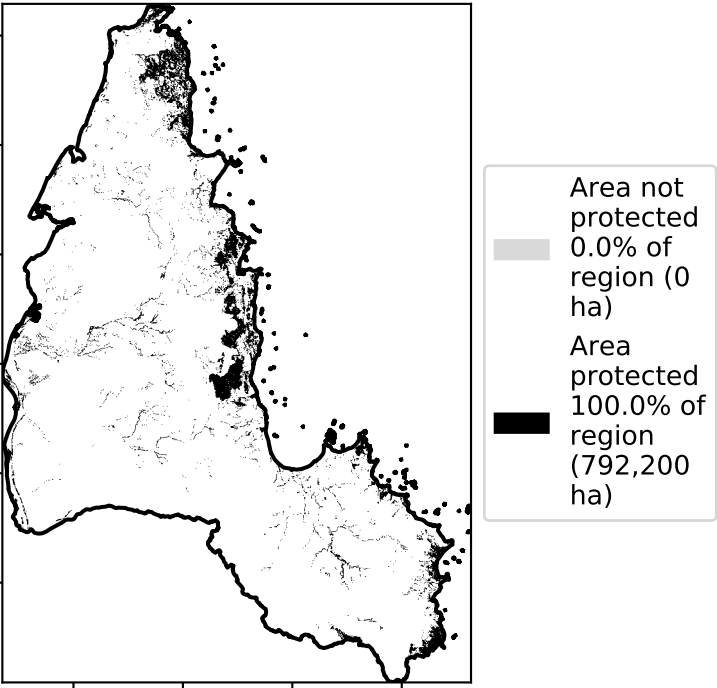 Area not
protected
0.0% of
region (0
ha)
Area
protected
100.0% of
region
(792,200
ha)